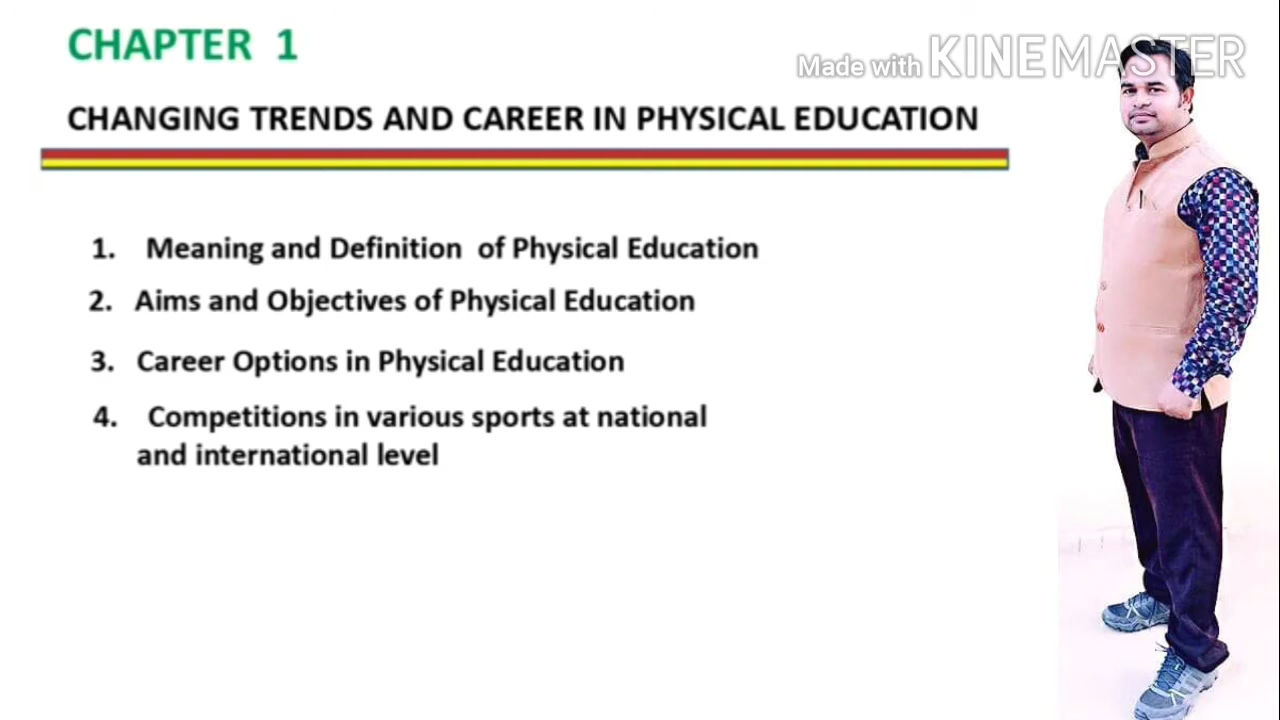 CHAPTER 1
Made with KINEMASTER
CHANGING TRENDS AND CAREER IN PHYSICAL EDUCATION
1. Meaning and Definition of Physical Education
2. Aims and Objectives of Physical Education
3. Career Options in Physical Education
4. Competitions in various sports at national
and international level